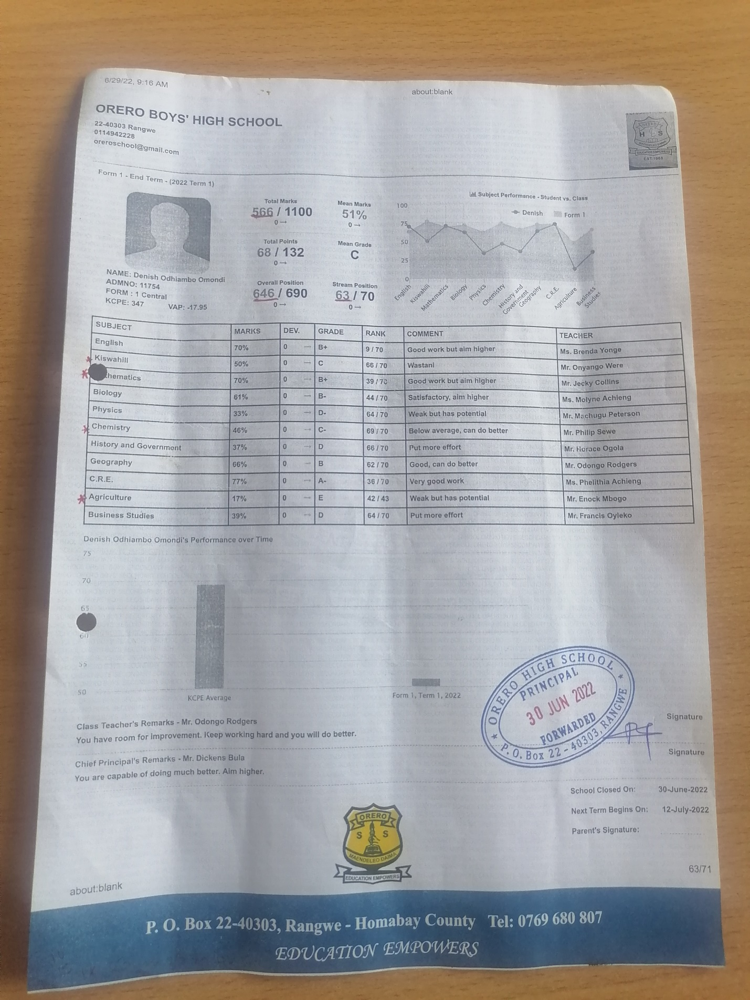 6/29/22, 9:16 AM
about:blank
ORERO BOYS' HIGH SCHOOL
22-40303 Rangwe
0114942228
oreroschool@gmail.com
ORERO
H S
MAENDELEO DAIMA
EDUCATION EMPOWERS
EST.1965
Form 1 - End Term - (2022 Term 1)
Total Marks
566 / 1100
0 →
Mean Marks
51%
0 →
Total Points
68 / 132
0 →
Mean Grade
C
Overall Position
646 / 690
0 →
Stream Position
63 / 70
0 →
NAME: Denish Odhiambo Omondi
ADMNO: 11754
FORM : 1 Central
KCPE: 347 VAP: -17.95
Subject Performance - Student vs. Class
Denish Form 1
100
75
50
25
0
English
Kiswahili
Mathematics
Biology
Physics
Chemistry
History and Government
Geography
C.R.E.
Agriculture
Business Studies
SUBJECT MARKS DEV. GRADE RANK COMMENT TEACHER
English 70% 0 → B+ 9 / 70 Good work but aim higher Ms. Brenda Yonge
* Kiswahili 50% 0 → C 66 / 70 Wastani Mr. Onyango Were
* hematics 70% 0 → B+ 39 / 70 Good work but aim higher Mr. Jecky Collins
Biology 61% 0 → B- 44 / 70 Satisfactory, aim higher Ms. Molyne Achieng
Physics 33% 0 → D- 64 / 70 Weak but has potential Mr. Machugu Peterson
* Chemistry 46% 0 → C- 69 / 70 Below average, can do better Mr. Philip Sewe
History and Government 37% 0 → D 66 / 70 Put more effort Mr. Horace Ogola
Geography 66% 0 → B 62 / 70 Good, can do better Mr. Odongo Rodgers
C.R.E. 77% 0 → A- 36 / 70 Very good work Ms. Phelithia Achieng
* Agriculture 17% 0 → E 42 / 43 Weak but has potential Mr. Enock Mbogo
Business Studies 39% 0 → D 64 / 70 Put more effort Mr. Francis Oyieko
Denish Odhiambo Omondi's Performance over Time
75
70
65
60
55
50
KCPE Average
Form 1, Term 1, 2022
Class Teacher's Remarks - Mr. Odongo Rodgers
You have room for improvement. Keep working hard and you will do better.
Signature
Chief Principal's Remarks - Mr. Dickens Bula
You are capable of doing much better. Aim higher.
Signature
ORERO HIGH SCHOOL
PRINCIPAL
30 JUN 2022
FORWARDED
P. O. Box 22 - 40303, RANGWE
School Closed On: 30-June-2022
Next Term Begins On: 12-July-2022
Parent's Signature:
ORERO
S S
MAENDELEO DAIMA
EDUCATION EMPOWERS
63/71
about:blank
P. O. Box 22-40303, Rangwe - Homabay County Tel: 0769 680 807
EDUCATION EMPOWERS